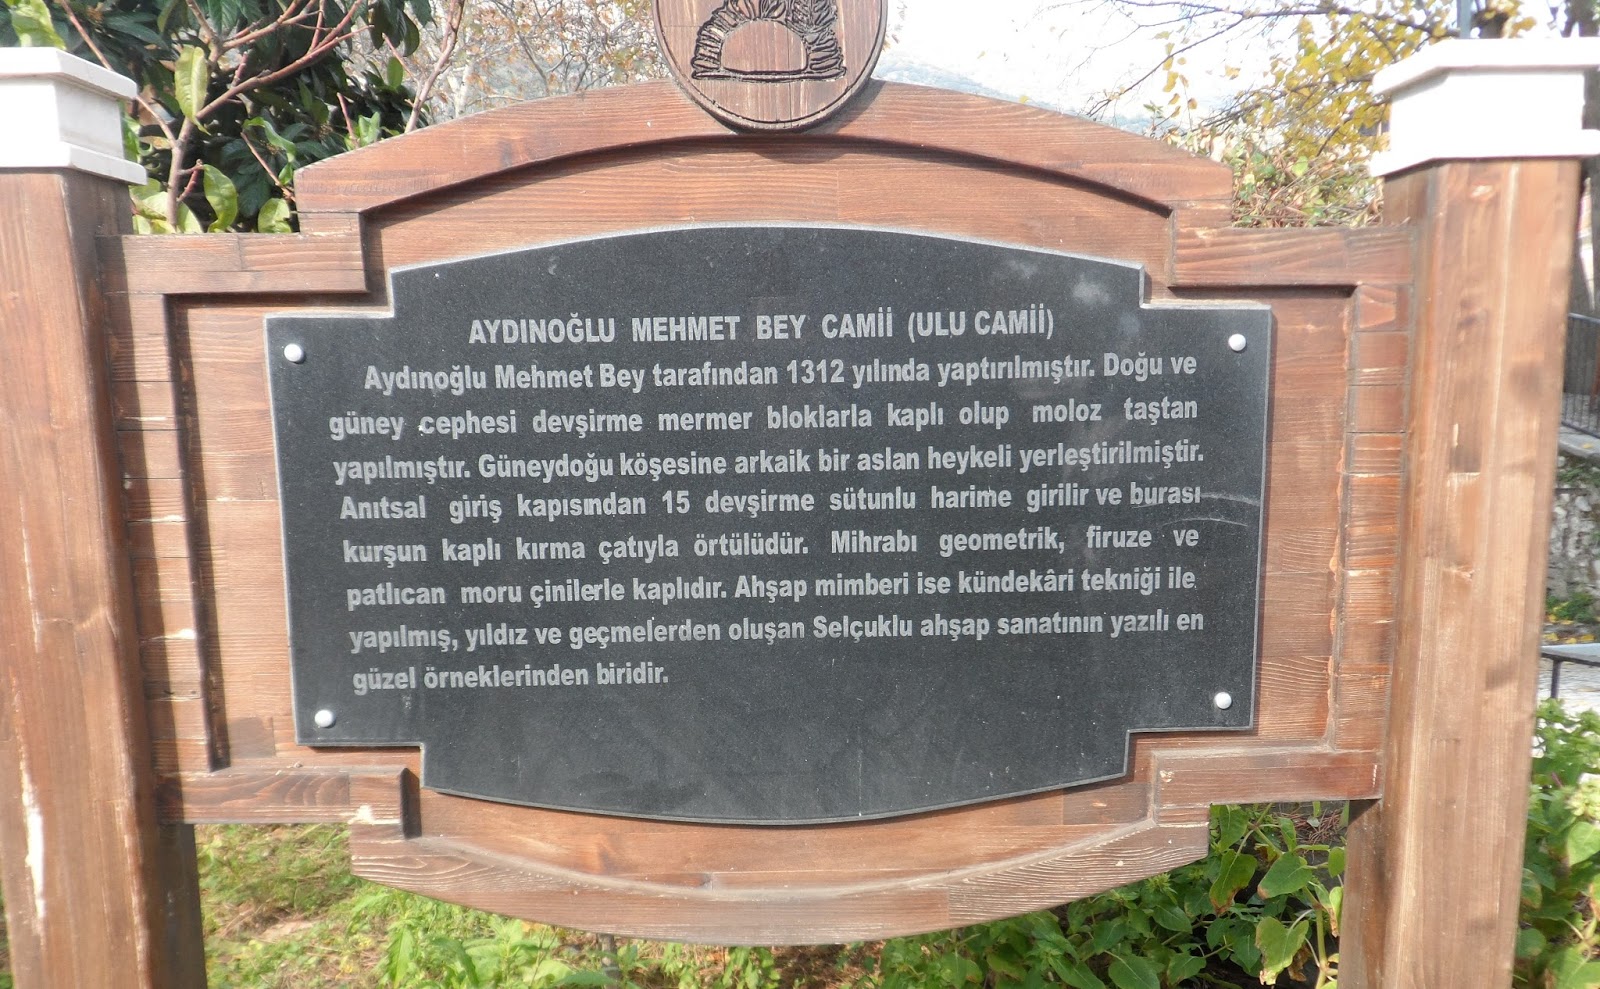 AYDINOĞLU MEHMET BEY CAMİİ (ULU CAMİİ)
Aydınoğlu Mehmet Bey tarafından 1312 yılında yaptırılmıştır. Doğu ve
güney cephesi devşirme mermer bloklarla kaplı olup moloz taştan
yapılmıştır. Güneydoğu köşesine arkaik bir aslan heykeli yerleştirilmiştir.
Anıtsal giriş kapısından 15 devşirme sütunlu harime girilir ve burası
kurşun kaplı kırma çatıyla örtülüdür. Mihrabı geometrik, firuze ve
patlıcan moru çinilerle kaplıdır. Ahşap mimberi ise kündekâri tekniği ile
yapılmış, yıldız ve geçmelerden oluşan Selçuklu ahşap sanatının yazılı en
güzel örneklerinden biridir.